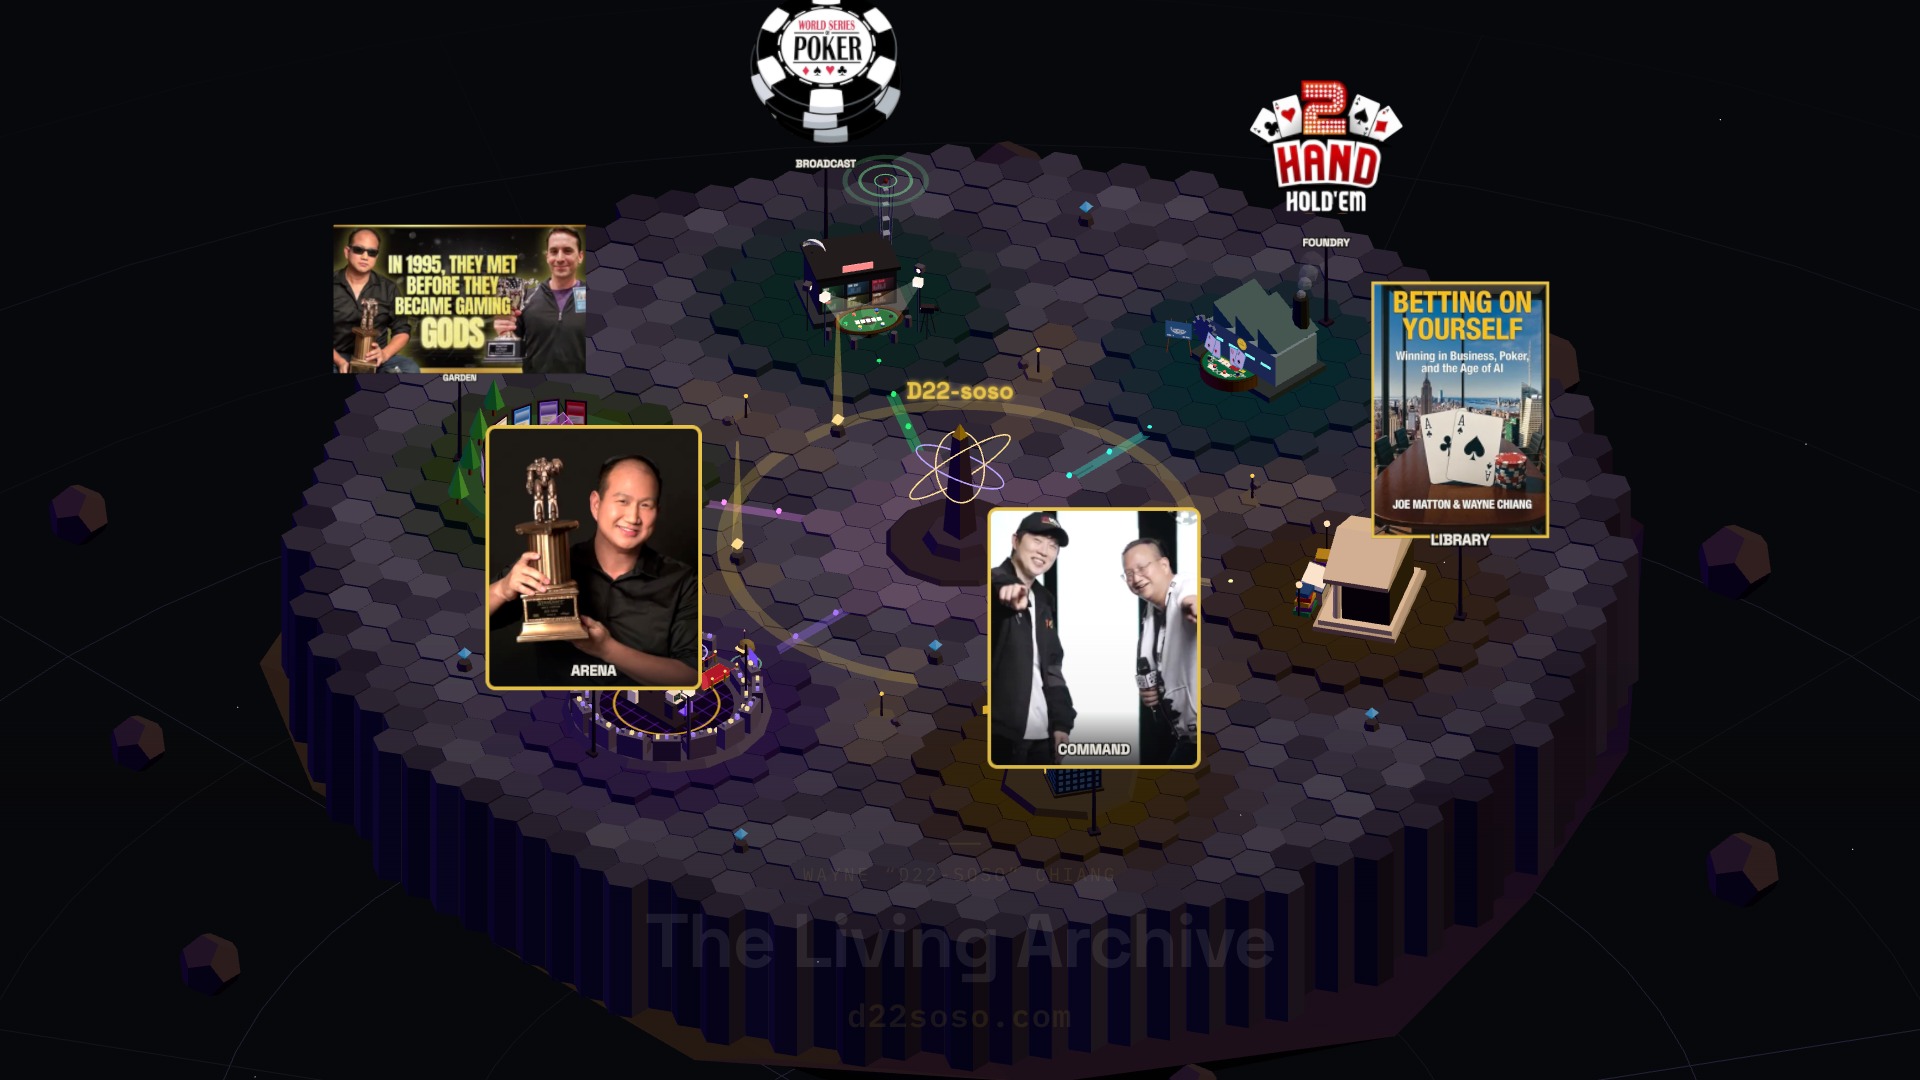 WORLD SERIES
OF
POKER
BROADCAST
2
HAND
HOLD'EM
FOUNDRY
IN 1995, THEY MET
BEFORE THEY
BECAME GAMING
GODS
GARDEN
BETTING ON
YOURSELF
Winning in Business, Poker,
and the Age of AI
A A
A
JOE MATTON & WAYNE CHIANG
LIBRARY
D22-soso
ARENA
COMMAND
WAYNE "D22-SOSO" CHIANG
The Living Archive
d22soso.com